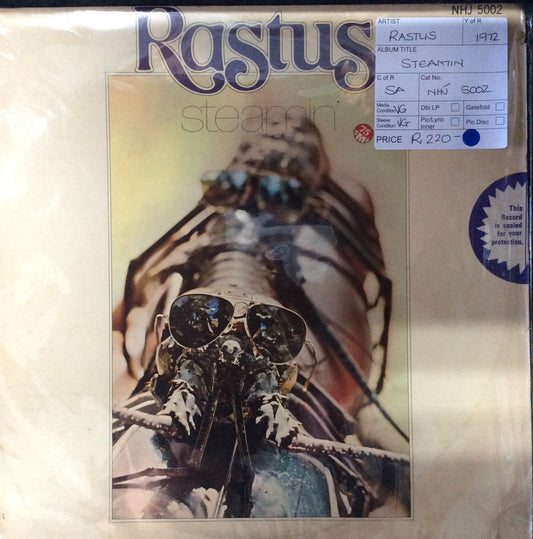 NHJ 5002
Rastus
steamin'
ARTIST
Y of R
RASTUS 1972
ALBUM TITLE
STEAMIN
C of R Cat No.
SA NHJ 5002
Media Condition VG Dbl LP Gatefold
Sleeve Condition VG Pic/Lyric Inner Pic Disc
PRICE R 220-
This
Record
is sealed
for your
protection.